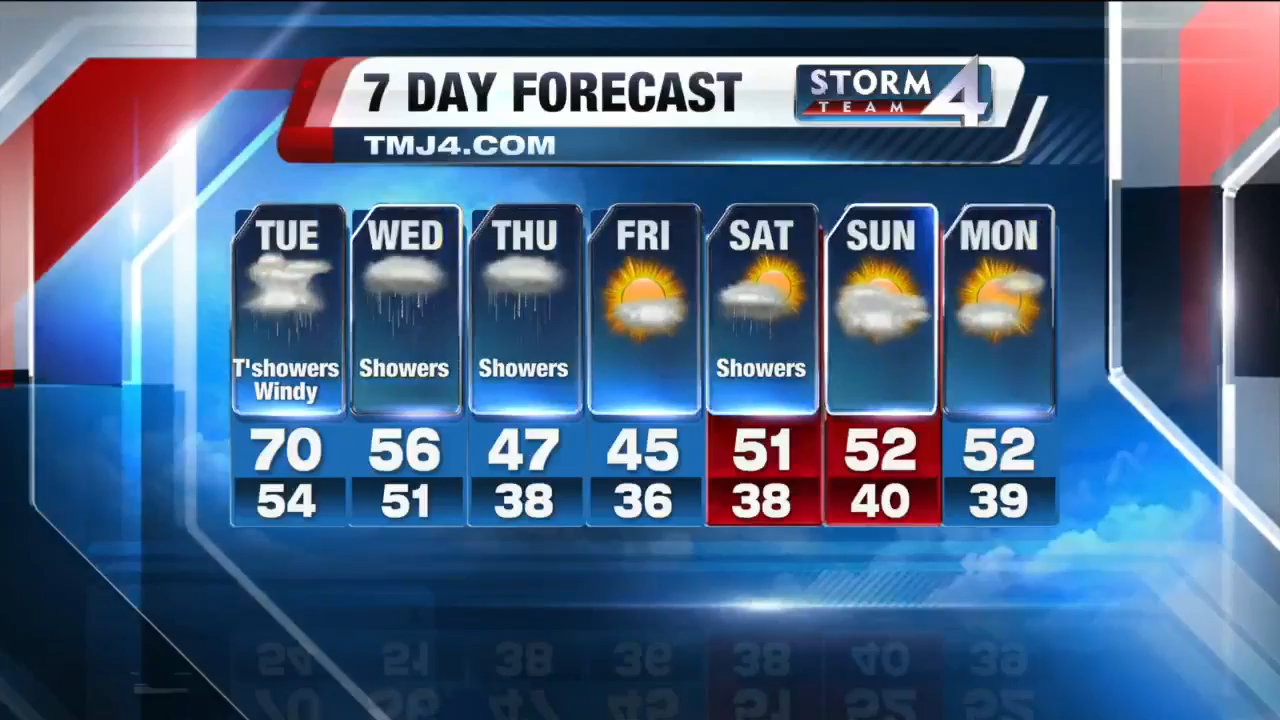 7 DAY FORECAST
STORM TEAM 4
TMJ4.COM
TUE WED THU FRI SAT SUN MON
T'showers Windy Showers Showers Showers
70 56 47 45 51 52 52
54 51 38 36 38 40 39